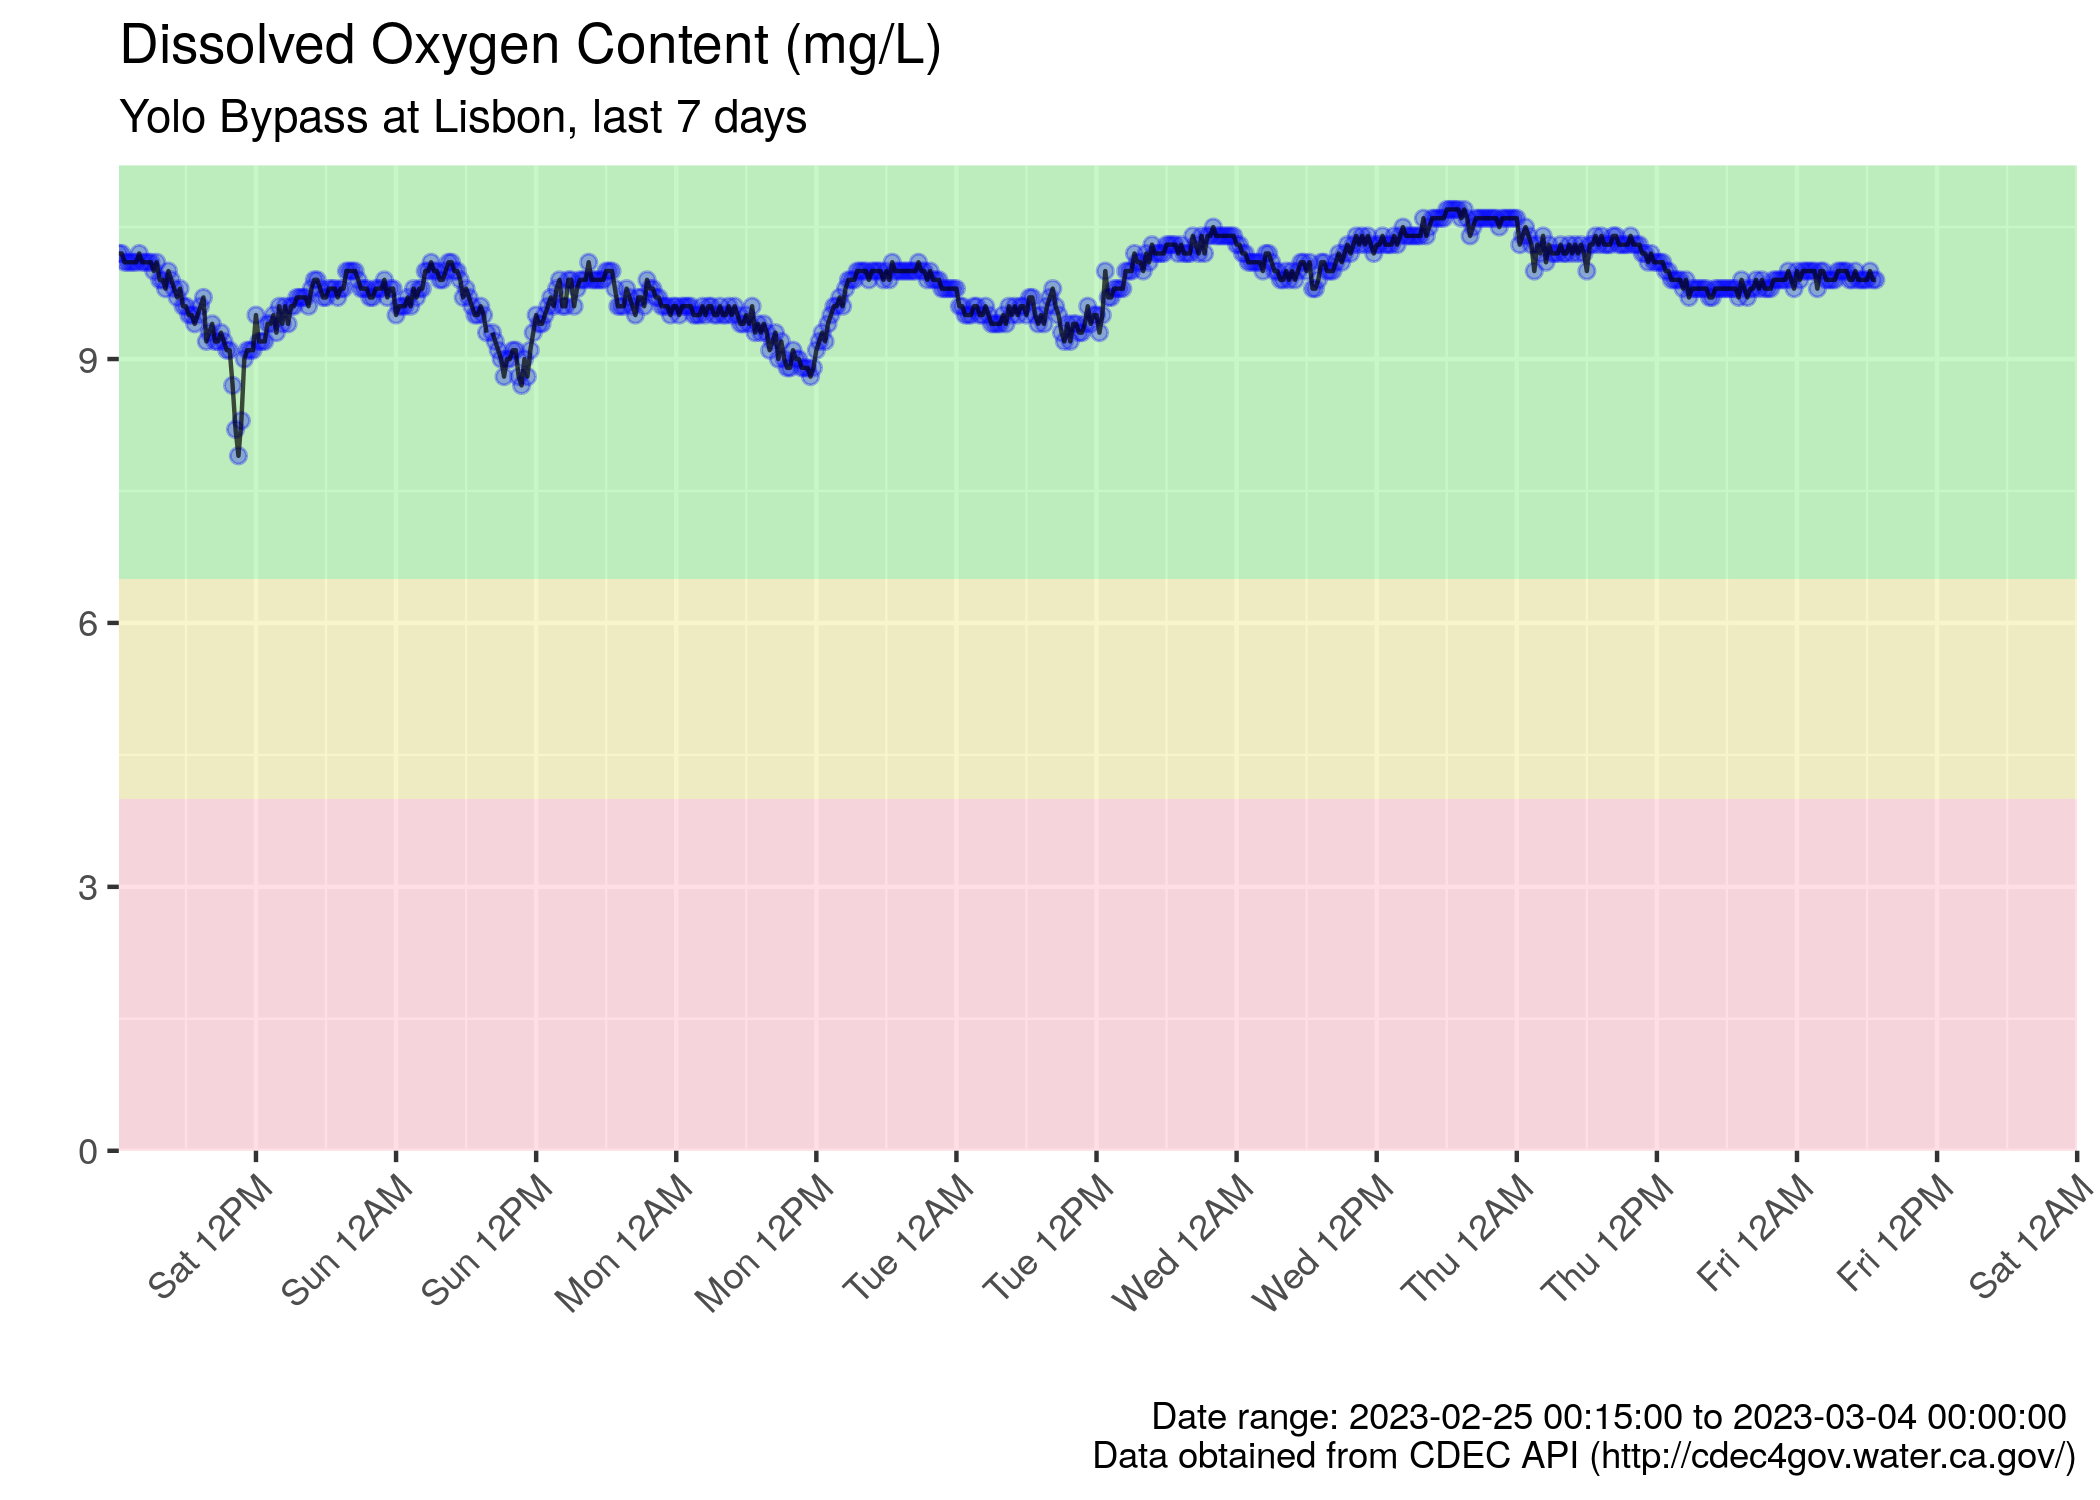 Dissolved Oxygen Content (mg/L)
Yolo Bypass at Lisbon, last 7 days
9
6
3
0
Sat 12PM
Sun 12AM
Sun 12PM
Mon 12AM
Mon 12PM
Tue 12AM
Tue 12PM
Wed 12AM
Wed 12PM
Thu 12AM
Thu 12PM
Fri 12AM
Fri 12PM
Sat 12AM
Date range: 2023-02-25 00:15:00 to 2023-03-04 00:00:00
Data obtained from CDEC API (http://cdec4gov.water.ca.gov/)